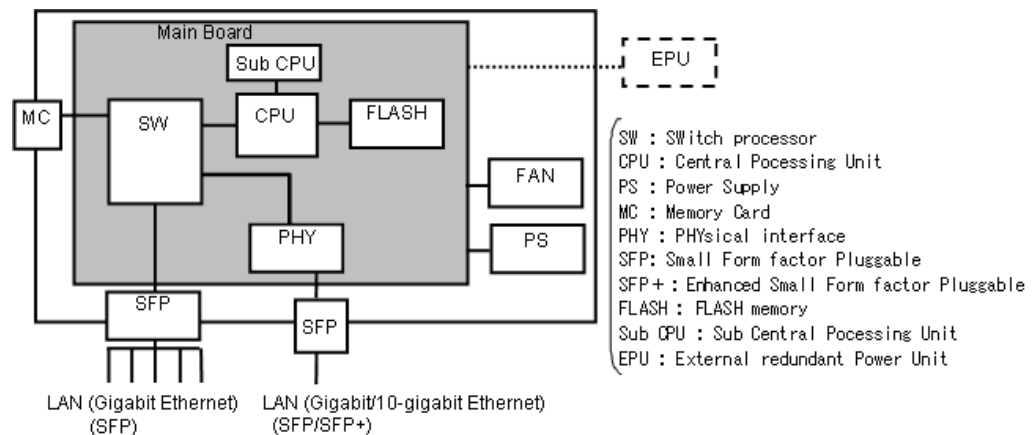 Main Board
Sub CPU
EPU
MC
SW
CPU
FLASH
FAN
PHY
PS
SFP
SFP
LAN (Gigabit Ethernet)
(SFP)
LAN (Gigabit/10-gigabit Ethernet)
(SFP/SFP+)
SW : SWitch processor
CPU : Central Pocessing Unit
PS : Power Supply
MC : Memory Card
PHY : PHYsical interface
SFP: Small Form factor Pluggable
SFP+ : Enhanced Small Form factor Pluggable
FLASH : FLASH memory
Sub CPU : Sub Central Pocessing Unit
EPU : External redundant Power Unit